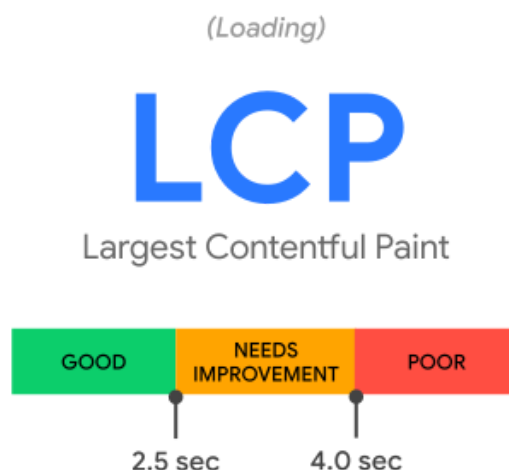 (Loading)
LCP
Largest Contentful Paint
GOOD
NEEDS
IMPROVEMENT
POOR
2.5 sec
4.0 sec